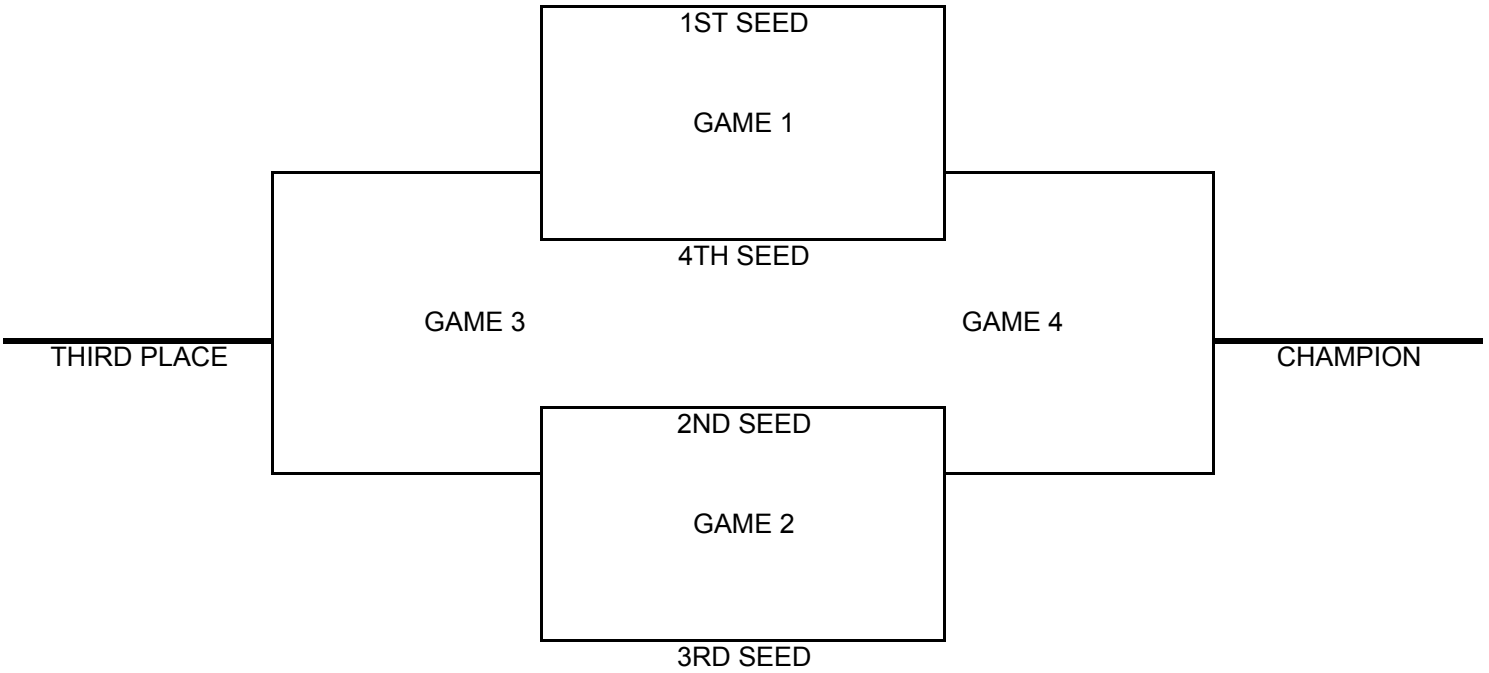 1ST SEED
GAME 1
4TH SEED
GAME 3
GAME 4
THIRD PLACE
CHAMPION
2ND SEED
GAME 2
3RD SEED